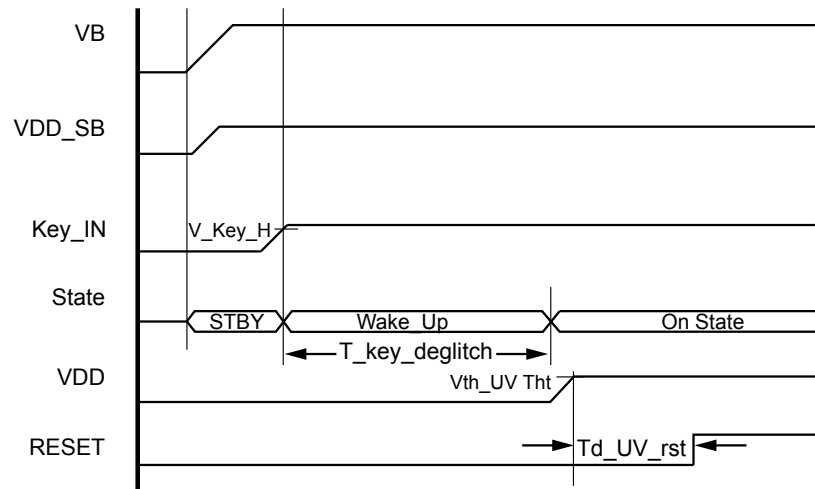 VB
VDD_SB
Key_IN
V_Key_H
State
STBY
Wake_Up
On State
T_key_deglitch
VDD
Vth_UV Tht
RESET
Td_UV_rst